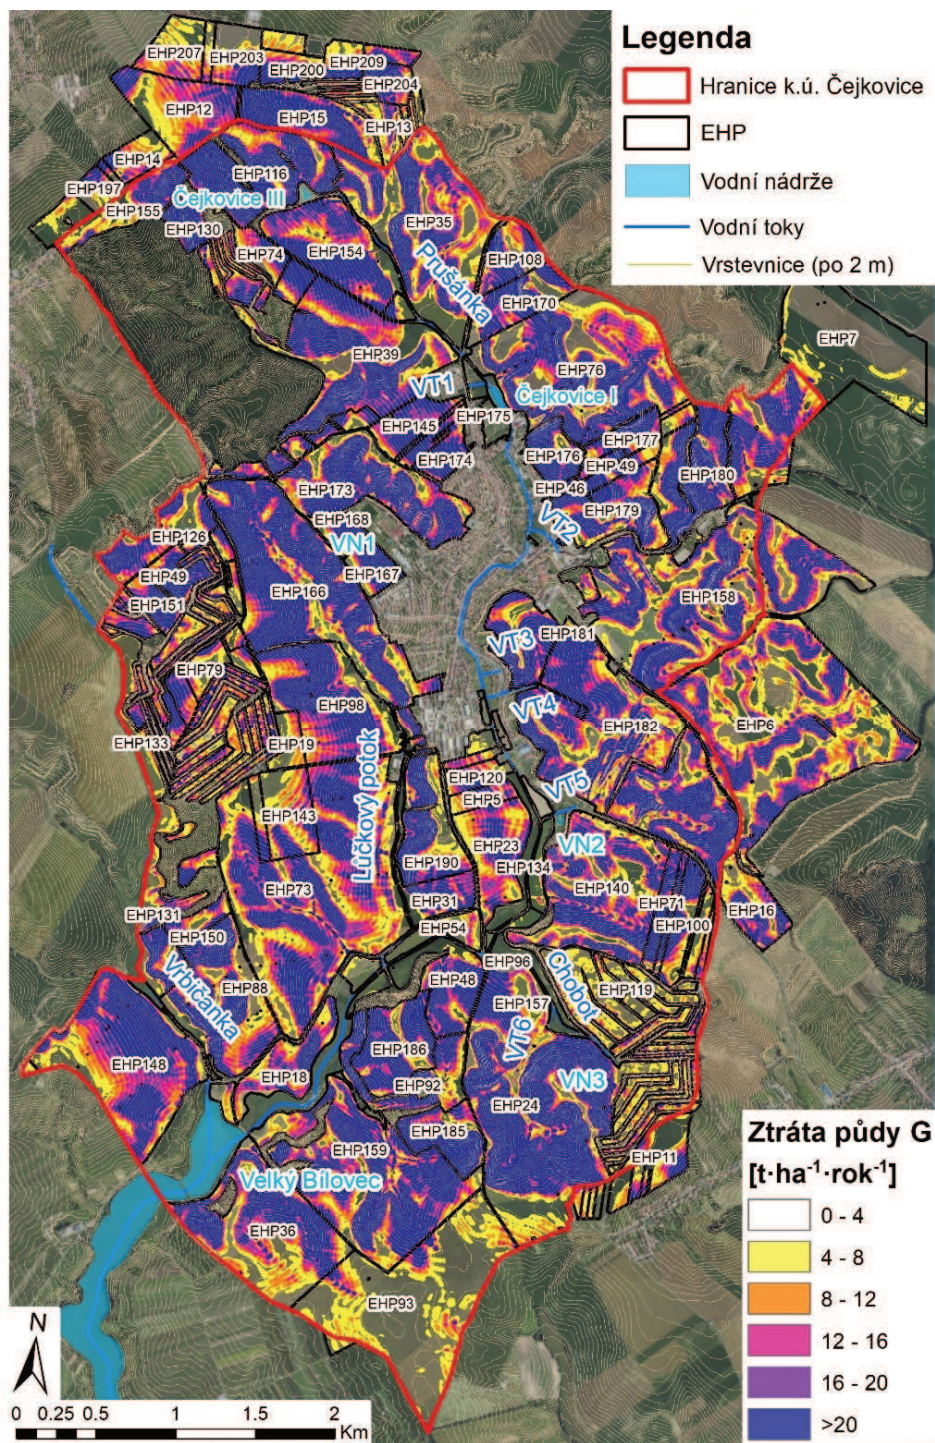 Legenda
Hranice k.ú. Čejkovice
EHP
Vodní nádrže
Vodní toky
Vrstevnice (po 2 m)
EHP207
EHP203
EHP209
EHP200
EHP204
EHP12
EHP15
EHP13
EHP14
EHP116
EHP197
Čejkovice III
EHP155
EHP130
EHP35
EHP74
EHP154
Prušánka
EHP108
EHP170
EHP7
EHP39
EHP76
VT1
Čejkovice I
EHP175
EHP145
EHP177
EHP176
EHP174
EHP49
EHP180
EHP173
EHP46
EHP168
EHP179
VT2
EHP126
VN1
EHP49
EHP167
EHP151
EHP166
EHP158
EHP181
VT3
EHP79
EHP98
VT4
EHP182
EHP6
EHP133
EHP19
Lúčkový potok
EHP120
VT5
EHP5
EHP143
EHP23
VN2
EHP190
EHP134
EHP73
EHP140
EHP31
EHP71
EHP16
EHP131
EHP54
EHP100
EHP150
EHP96
Vrbičanka
EHP88
EHP48
Chobot
EHP119
EHP157
VT6
EHP186
EHP148
EHP18
EHP92
VN3
EHP24
EHP185
EHP159
EHP11
Velký Bílovec
EHP36
EHP93
Ztráta půdy G
[t·ha⁻¹·rok⁻¹]
0 - 4
4 - 8
8 - 12
12 - 16
16 - 20
>20
N
0 0.25 0.5 1 1.5 2
Km